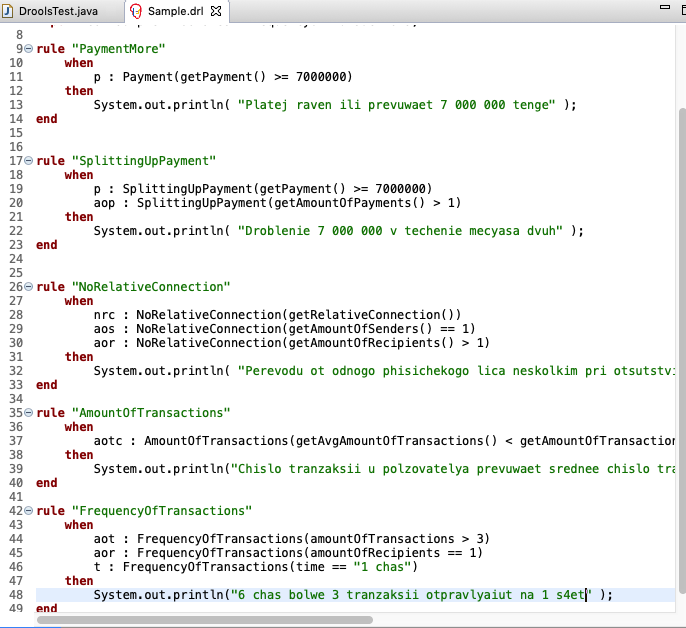 DroolsTest.java
Sample.drl
8
9 rule "PaymentMore"
10 when
11 p : Payment(getPayment() >= 7000000)
12 then
13 System.out.println( "Platej raven ili prevuwaet 7 000 000 tenge" );
14 end
15
16
17 rule "SplittingUpPayment"
18 when
19 p : SplittingUpPayment(getPayment() >= 7000000)
20 aop : SplittingUpPayment(getAmountOfPayments() > 1)
21 then
22 System.out.println( "Droblenie 7 000 000 v techenie mecyasa dvuh" );
23 end
24
25
26 rule "NoRelativeConnection"
27 when
28 nrc : NoRelativeConnection(getRelativeConnection())
29 aos : NoRelativeConnection(getAmountOfSenders() == 1)
30 aor : NoRelativeConnection(getAmountOfRecipients() > 1)
31 then
32 System.out.println( "Perevodu ot odnogo phisichekogo lica neskolkim pri otsutstvi
33 end
34
35 rule "AmountOfTransactions"
36 when
37 aotc : AmountOfTransactions(getAvgAmountOfTransactions() < getAmountOfTransaction
38 then
39 System.out.println("Chislo tranzaksii u polzovatelya prevuwaet srednee chislo tra
40 end
41
42 rule "FrequencyOfTransactions"
43 when
44 aot : FrequencyOfTransactions(amountOfTransactions > 3)
45 aor : FrequencyOfTransactions(amountOfRecipients == 1)
46 t : FrequencyOfTransactions(time == "1 chas")
47 then
48 System.out.println("6 chas bolwe 3 tranzaksii otpravlyaiut na 1 s4et" );
49 end